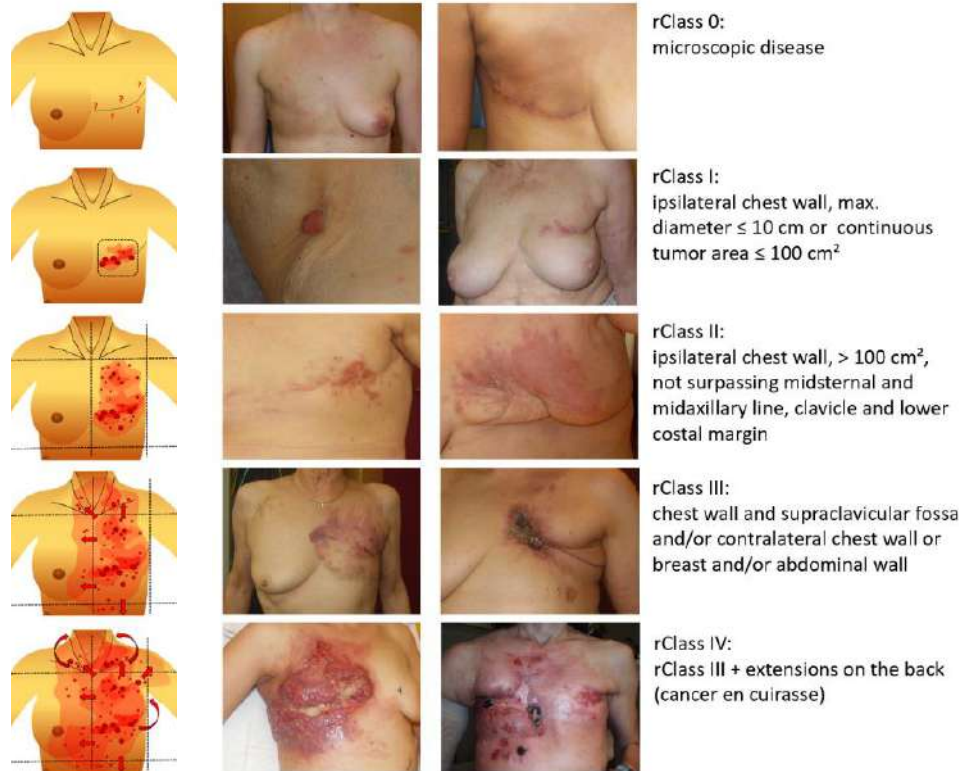 rClass 0:
microscopic disease
? ? ? ? ?
rClass I:
ipsilateral chest wall, max.
diameter ≤ 10 cm or continuous
tumor area ≤ 100 cm²
rClass II:
ipsilateral chest wall, > 100 cm²,
not surpassing midsternal and
midaxillary line, clavicle and lower
costal margin
rClass III:
chest wall and supraclavicular fossa
and/or contralateral chest wall or
breast and/or abdominal wall
rClass IV:
rClass III + extensions on the back
(cancer en cuirasse)